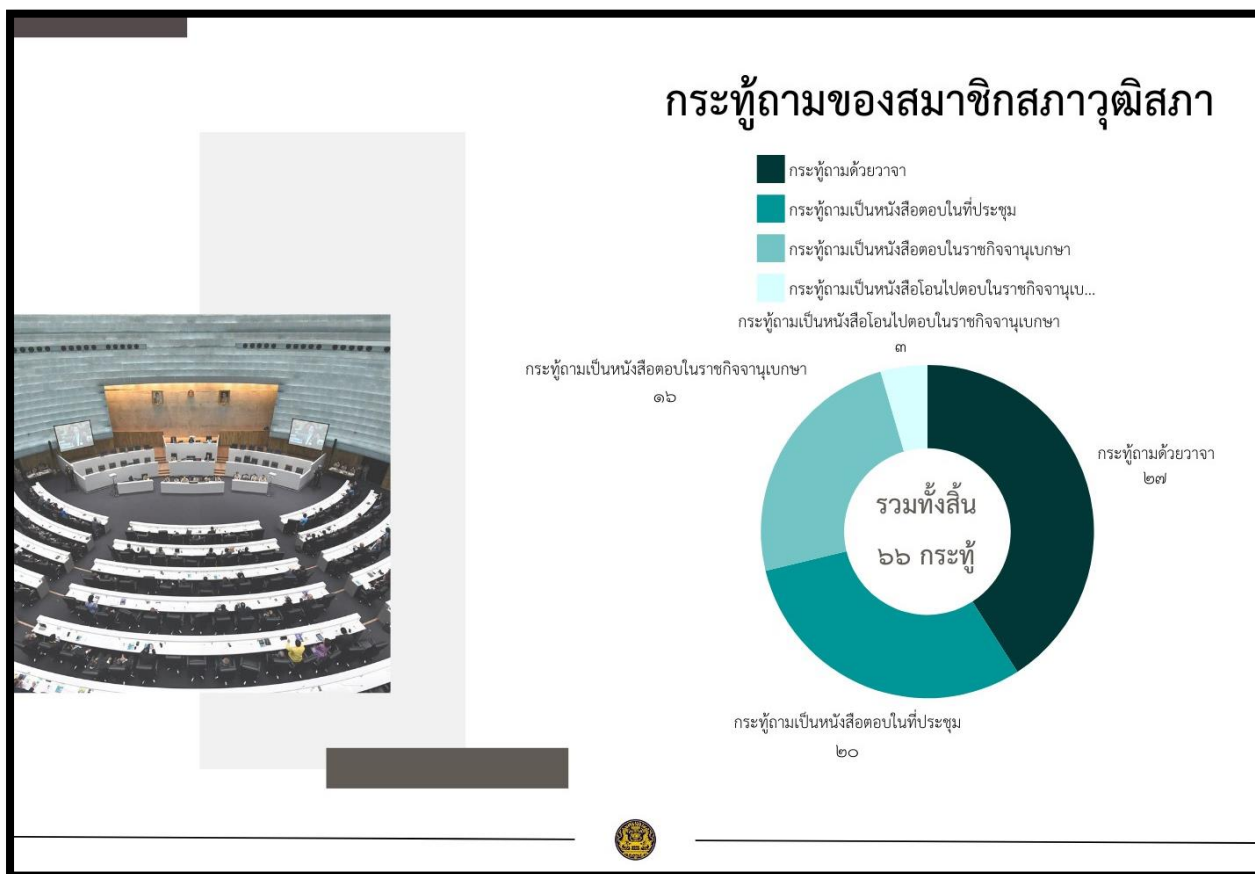 กระทู้ถามของสมาชิกสภาวุฒิสภา
กระทู้ถามด้วยวาจา
กระทู้ถามเป็นหนังสือตอบในที่ประชุม
กระทู้ถามเป็นหนังสือตอบในราชกิจจานุเบกษา
กระทู้ถามเป็นหนังสือโอนไปตอบในราชกิจจานุเบ...
กระทู้ถามเป็นหนังสือโอนไปตอบในราชกิจจานุเบกษา
๓
กระทู้ถามเป็นหนังสือตอบในราชกิจจานุเบกษา
๑๖
กระทู้ถามด้วยวาจา
๒๗
รวมทั้งสิ้น
๖๖ กระทู้
กระทู้ถามเป็นหนังสือตอบในที่ประชุม
๒๐